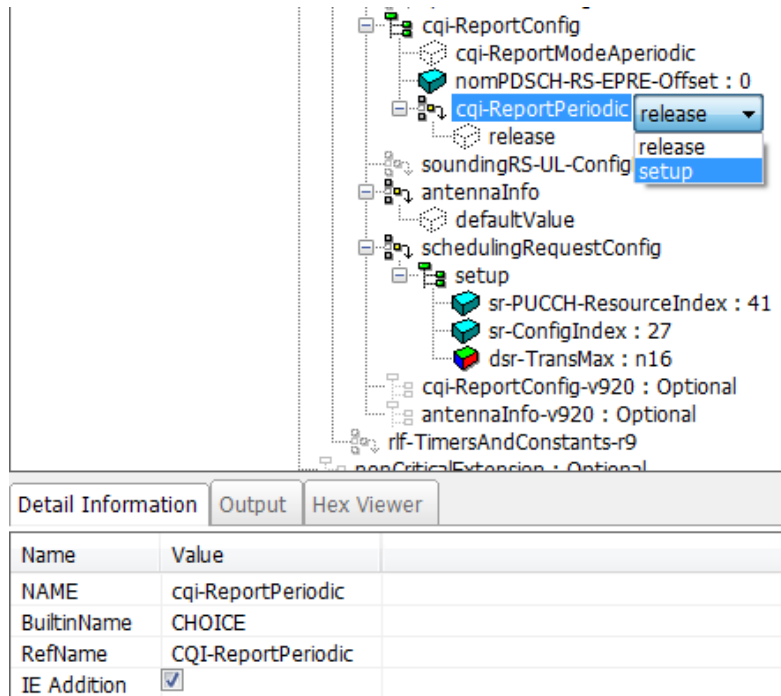 cqi-ReportConfig
cqi-ReportModeAperiodic
nomPDSCH-RS-EPRE-Offset : 0
cqi-ReportPeriodic release
release release
soundingRS-UL-Config setup
antennaInfo
defaultValue
schedulingRequestConfig
setup
sr-PUCCH-ResourceIndex : 41
sr-ConfigIndex : 27
dsr-TransMax : n16
cqi-ReportConfig-v920 : Optional
antennaInfo-v920 : Optional
rlf-TimersAndConstants-r9
nonCriticalExtension : Optional
Detail Information Output Hex Viewer
Name Value
NAME cqi-ReportPeriodic
BuiltinName CHOICE
RefName CQI-ReportPeriodic
IE Addition